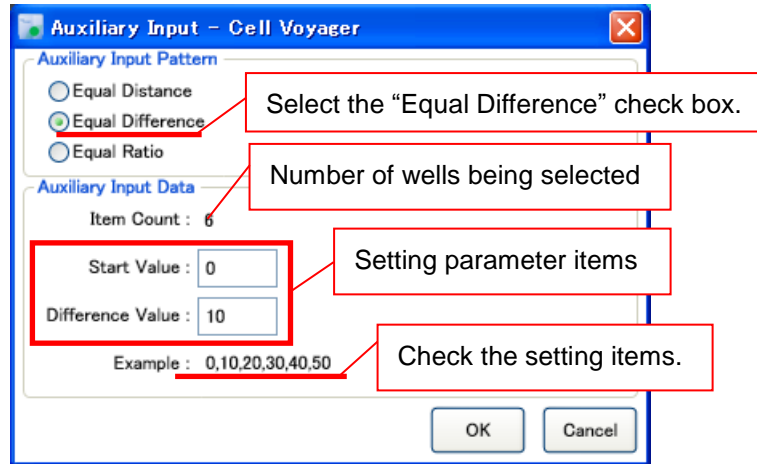 Auxiliary Input - Cell Voyager
Auxiliary Input Pattern
Equal Distance
Select the “Equal Difference” check box.
Equal Difference
Equal Ratio
Number of wells being selected
Auxiliary Input Data
Item Count : 6
Setting parameter items
Start Value : 0
Difference Value : 10
Check the setting items.
Example : 0,10,20,30,40,50
OK
Cancel